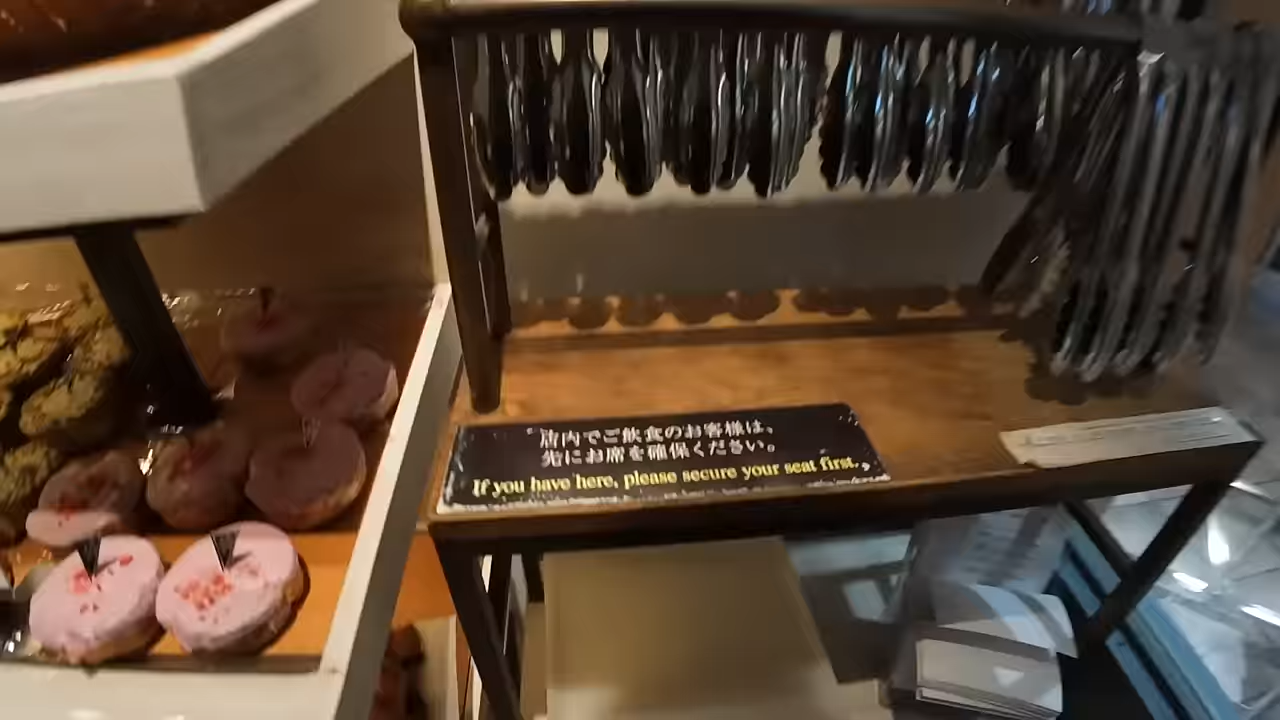 店内でご飲食のお客様は、
先にお席を確保ください。
If you have here, please secure your seat first.